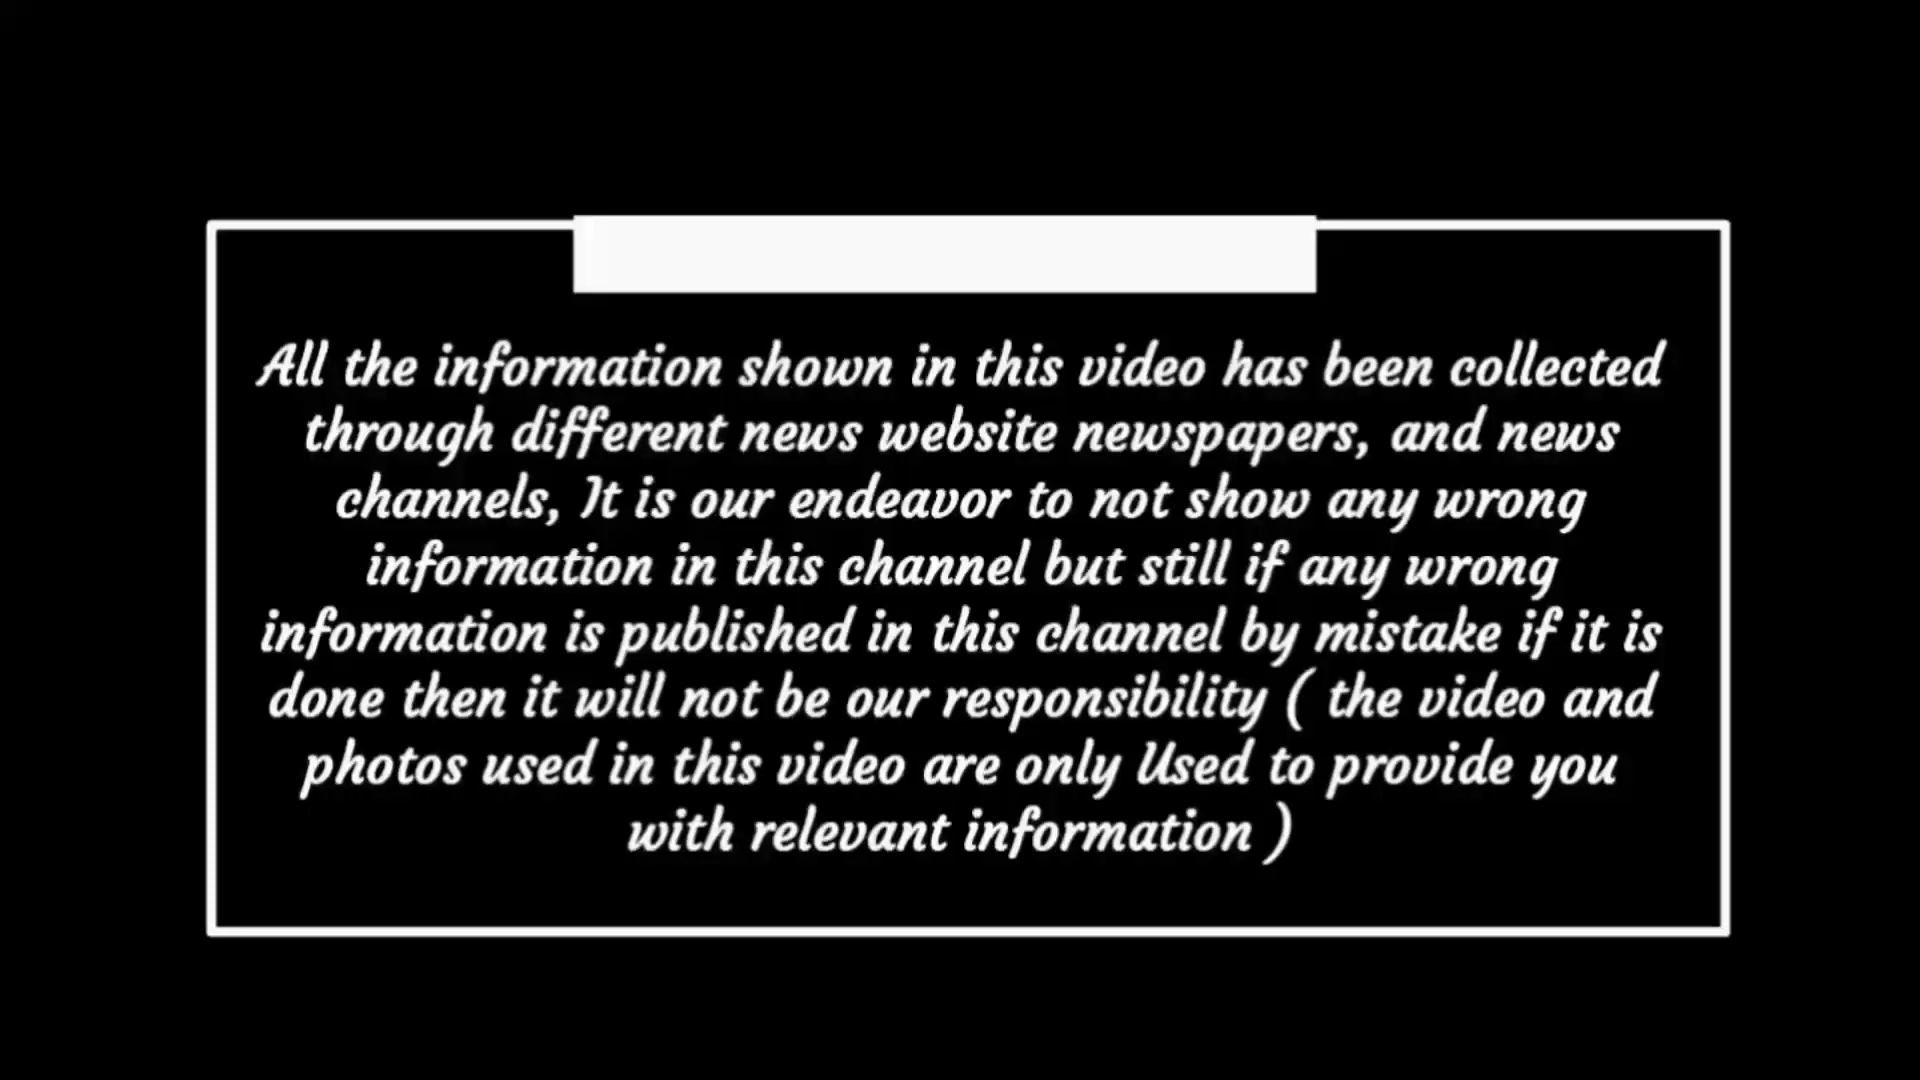 All the information shown in this video has been collected
through different news website newspapers, and news
channels, It is our endeavor to not show any wrong
information in this channel but still if any wrong
information is published in this channel by mistake if it is
done then it will not be our responsibility ( the video and
photos used in this video are only Used to provide you
with relevant information )